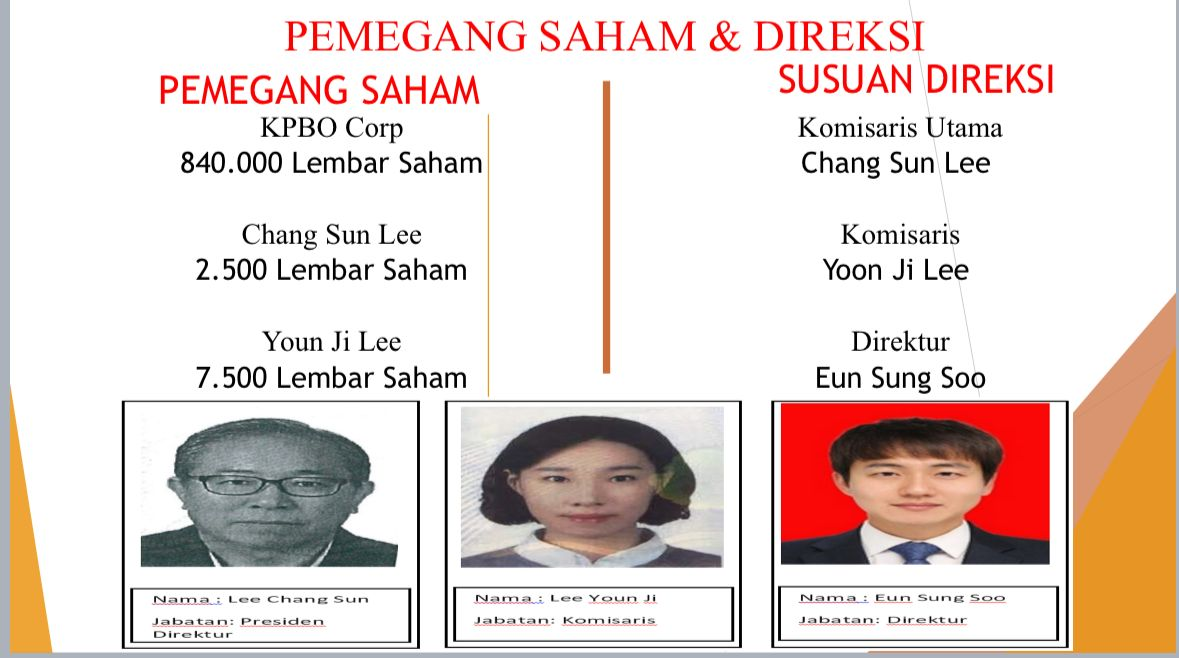 PEMEGANG SAHAM & DIREKSI
PEMEGANG SAHAM
KPBO Corp
840.000 Lembar Saham
Chang Sun Lee
2.500 Lembar Saham
Youn Ji Lee
7.500 Lembar Saham
SUSUAN DIREKSI
Komisaris Utama
Chang Sun Lee
Komisaris
Yoon Ji Lee
Direktur
Eun Sung Soo
Nama : Lee Chang Sun
Jabatan: Presiden
Direktur
Nama : Lee Youn Ji
Jabatan: Komisaris
Nama : Eun Sung Soo
Jabatan: Direktur